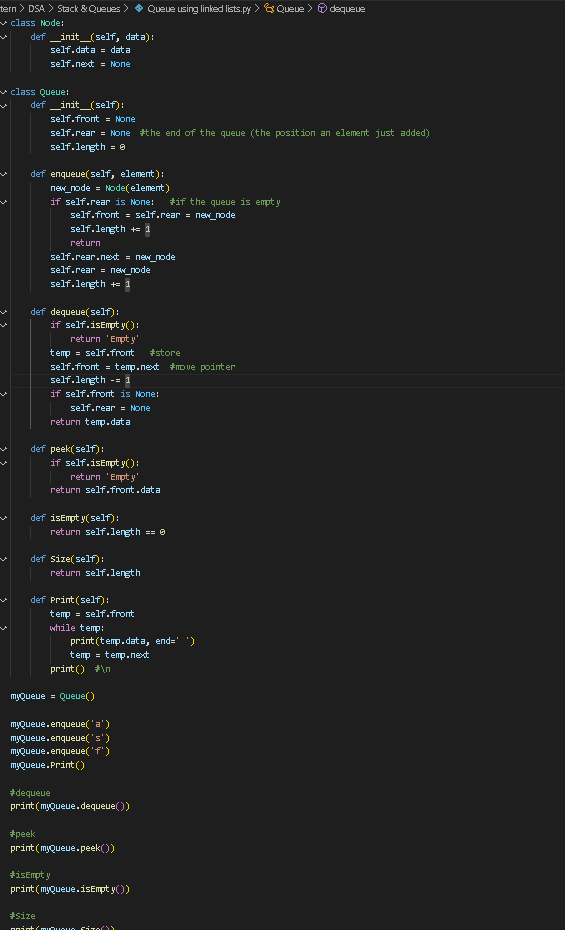 tern > DSA > Stack & Queues > Queue using linked lists.py > Queue > dequeue
class Node:
    def __init__(self, data):
        self.data = data
        self.next = None
class Queue:
    def __init__(self):
        self.front = None
        self.rear = None  #the end of the queue (the position an element just added)
        self.length = 0
    def enqueue(self, element):
        new_node = Node(element)
        if self.rear is None:   #if the queue is empty
            self.front = self.rear = new_node
            self.length += 1
            return
        self.rear.next = new_node
        self.rear = new_node
        self.length += 1
    def dequeue(self):
        if self.isEmpty():
            return 'Empty'
        temp = self.front   #store
        self.front = temp.next  #move pointer
        self.length -= 1
        if self.front is None:
            self.rear = None
        return temp.data
    def peek(self):
        if self.isEmpty():
            return 'Empty'
        return self.front.data
    def isEmpty(self):
        return self.length == 0
    def Size(self):
        return self.length
    def Print(self):
        temp = self.front
        while temp:
            print(temp.data, end=' ')
            temp = temp.next
        print()  #\n
myQueue = Queue()
myQueue.enqueue('a')
myQueue.enqueue('s')
myQueue.enqueue('f')
myQueue.Print()
#dequeue
print(myQueue.dequeue())
#peek
print(myQueue.peek())
#isEmpty
print(myQueue.isEmpty())
#Size
print(myQueue.Size())